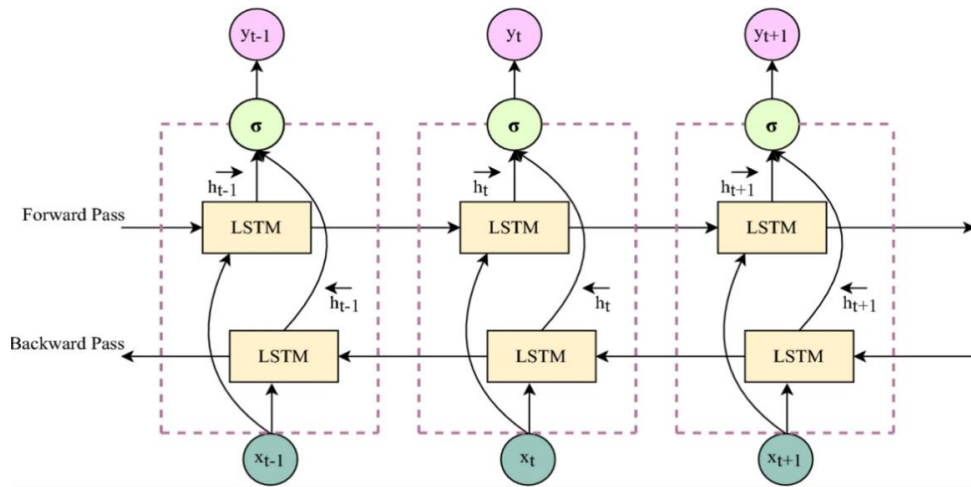 yt-1 yt yt+1
σ σ σ
ht-1 ht ht+1
Forward Pass LSTM LSTM LSTM
ht-1 ht ht+1
Backward Pass LSTM LSTM LSTM
xt-1 xt xt+1